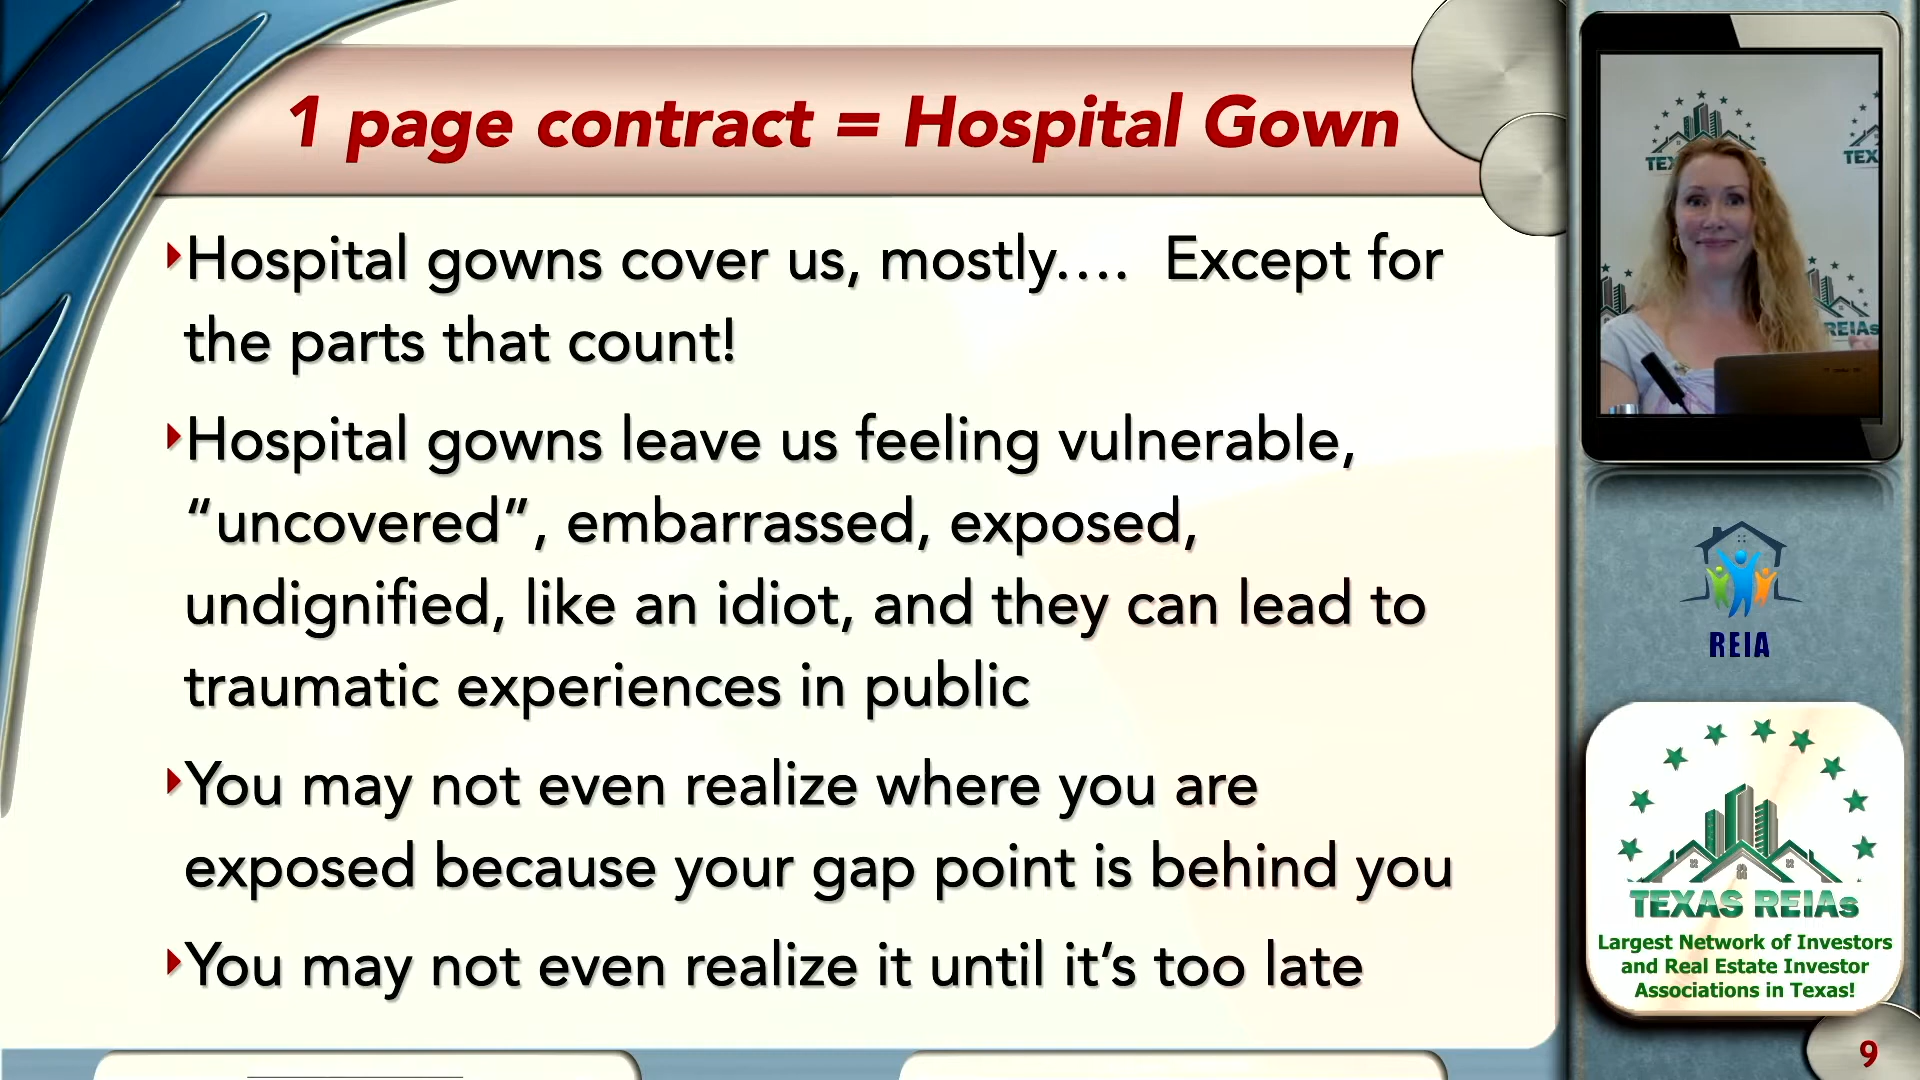 1 page contract = Hospital Gown
Hospital gowns cover us, mostly.... Except for
the parts that count!
Hospital gowns leave us feeling vulnerable,
“uncovered”, embarrassed, exposed,
undignified, like an idiot, and they can lead to
traumatic experiences in public
You may not even realize where you are
exposed because your gap point is behind you
You may not even realize it until it’s too late
TEX
TEX
REIAs
REIA
TEXAS REIAs
Largest Network of Investors
and Real Estate Investor
Associations in Texas!
9